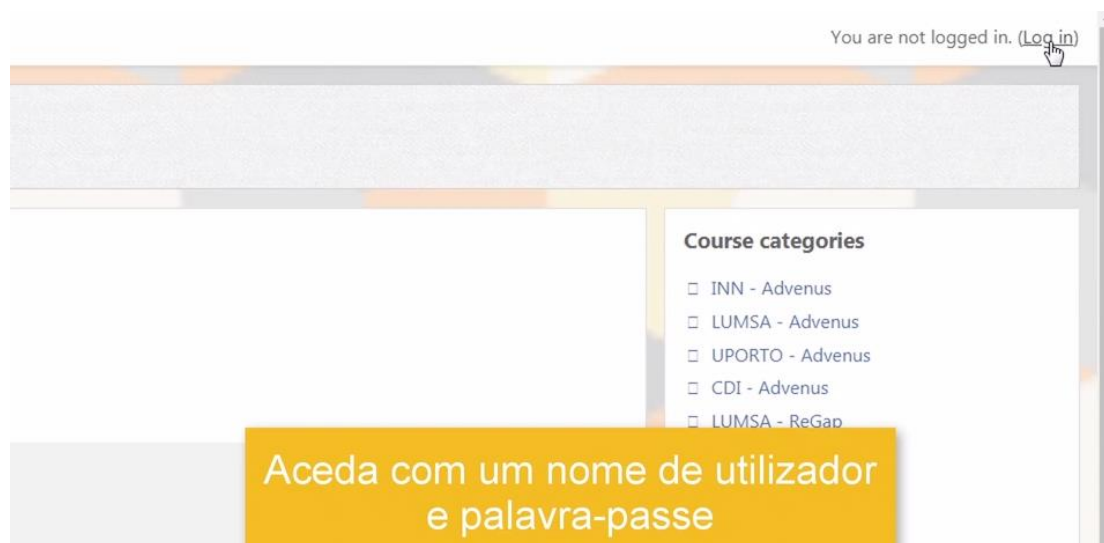 You are not logged in. (Log in)
Course categories
INN - Advenus
LUMSA - Advenus
UPORTO - Advenus
CDI - Advenus
LUMSA - ReGap
Aceda com um nome de utilizador
e palavra-passe